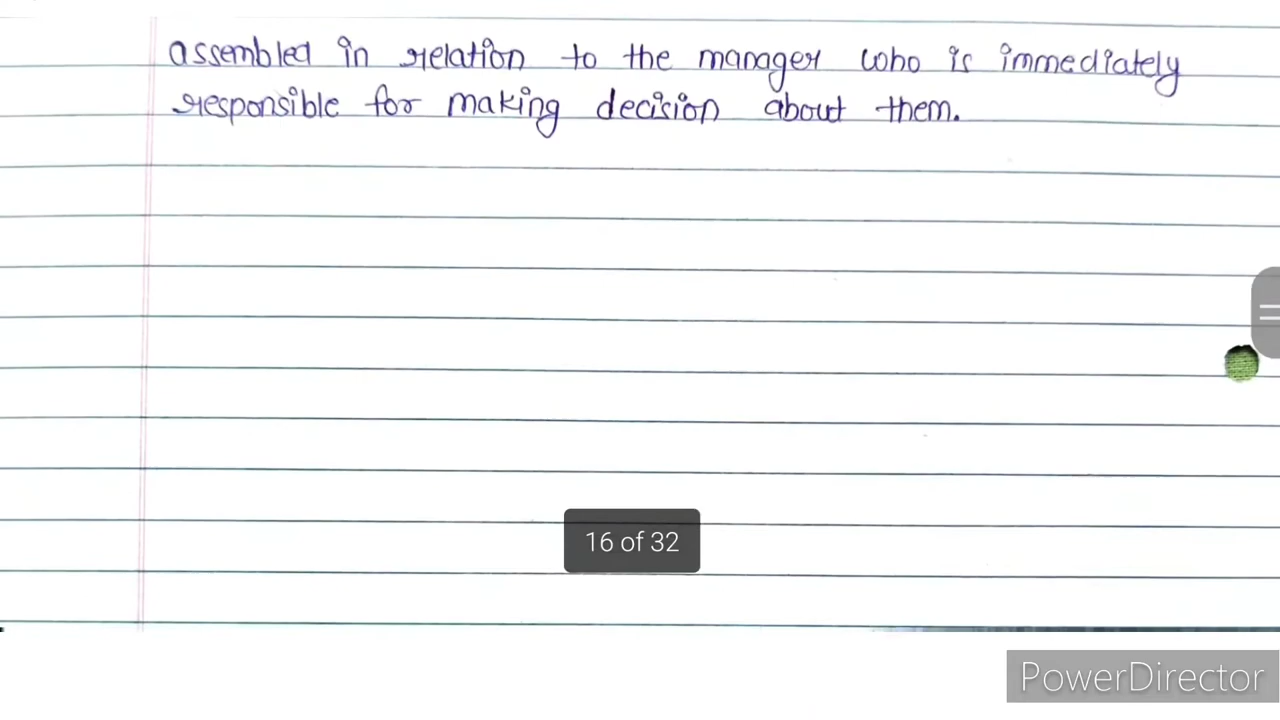 assembled in relation to the manager who is immediately
responsible for making decision about them.
16 of 32
PowerDirector